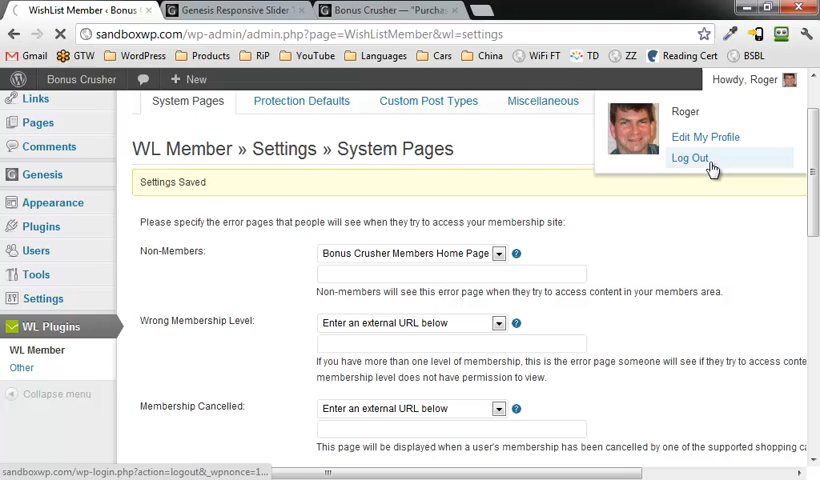 WishList Member ‹ Bonus ×
Genesis Responsive Slider T ×
Bonus Crusher — "Purcha ×
sandboxwp.com/wp-admin/admin.php?page=WishListMember&wl=settings
Gmail GTW WordPress Products RiP YouTube Languages Cars China WiFi FT TD ZZ Reading Cert BSBL
Bonus Crusher + New Howdy, Roger
Links
Pages
Comments
Genesis
Appearance
Plugins
Users
Tools
Settings
WL Plugins
WL Member
Other
Collapse menu
System Pages Protection Defaults Custom Post Types Miscellaneous
Roger
Edit My Profile
Log Out
WL Member » Settings » System Pages
Settings Saved
Please specify the error pages that people will see when they try to access your membership site:
Non-Members: Bonus Crusher Members Home Page ?
Non-members will see this error page when they try to access content in your members area.
Wrong Membership Level: Enter an external URL below ?
If you have more than one level of membership, this is the error page someone will see if they try to access conte
membership level does not have permission to view.
Membership Cancelled: Enter an external URL below ?
This page will be displayed when a user's membership has been cancelled by one of the supported shopping ca
sandboxwp.com/wp-login.php?action=logout&_wpnonce=1...